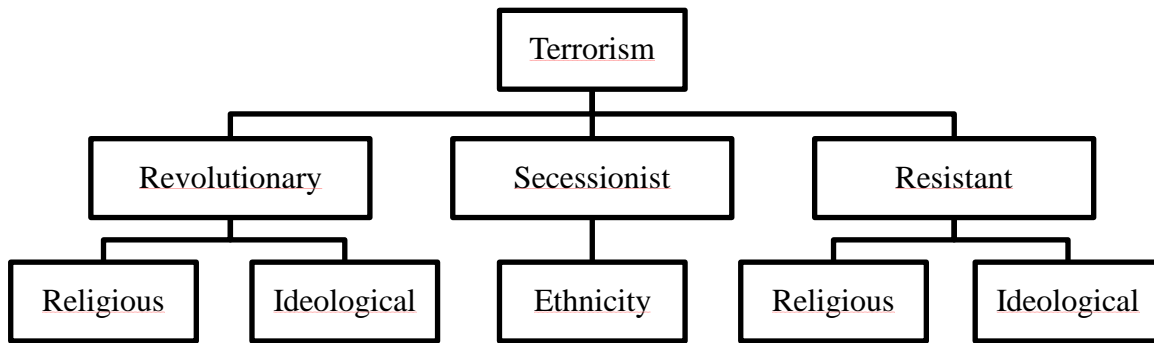 Terrorism
Revolutionary
Secessionist
Resistant
Religious
Ideological
Ethnicity
Religious
Ideological